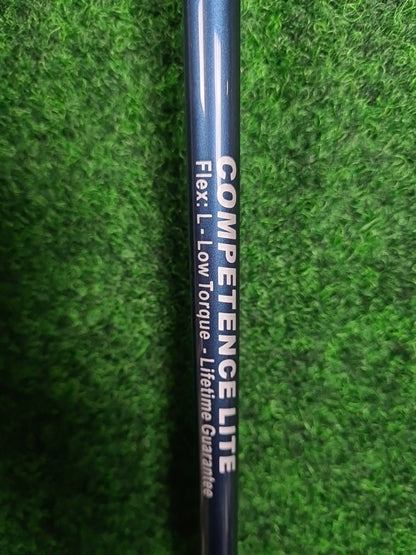 COMPETENCE LITE
Flex: L - Low Torque - Lifetime Guarantee